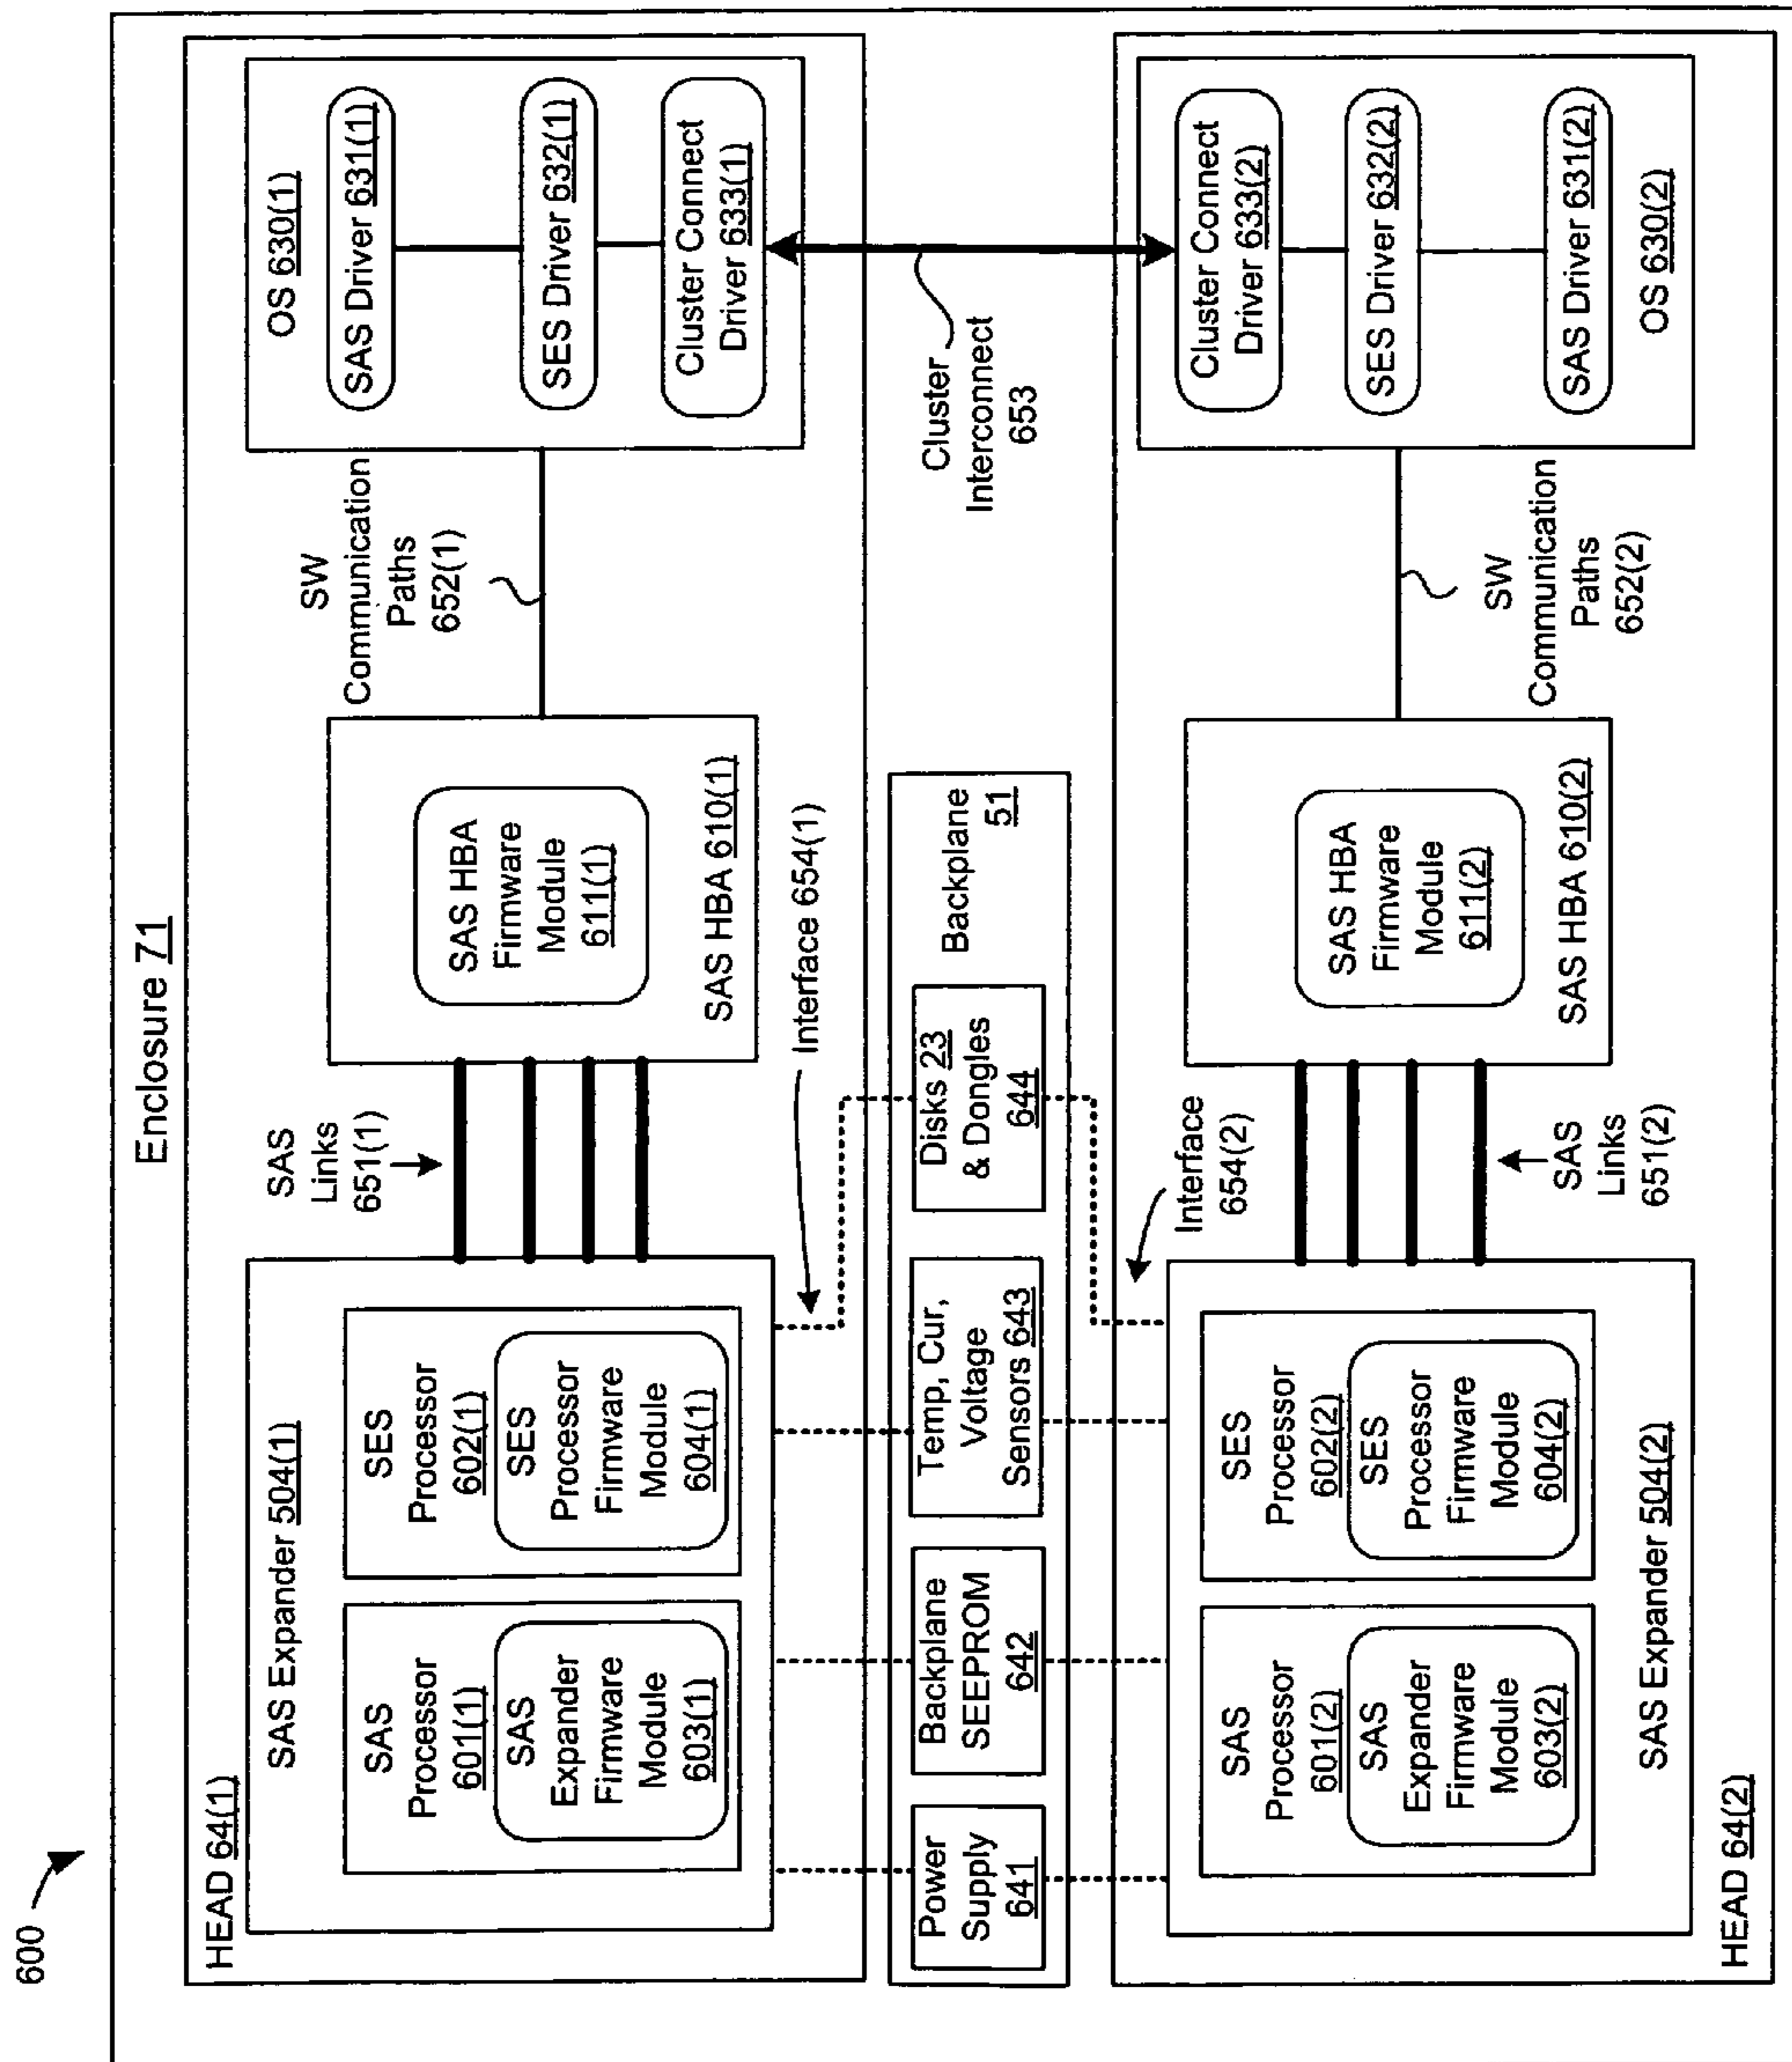 600
Enclosure 71
HEAD 64(1)
SAS Expander 504(1)
SAS
Processor
601(1)
SAS
Expander
Firmware
Module
603(1)
SES
Processor
602(1)
SES
Processor
Firmware
Module
604(1)
SAS
Links
651(1)
SAS HBA
Firmware
Module
611(1)
SAS HBA 610(1)
SW
Communication
Paths
652(1)
OS 630(1)
SAS Driver 631(1)
SES Driver 632(1)
Cluster Connect
Driver 633(1)
Interface 654(1)
Power
Supply
641
Backplane
SEEPROM
642
Temp, Cur,
Voltage
Sensors 643
Disks 23
& Dongles
644
Backplane
51
Cluster
Interconnect
653
Interface
654(2)
SAS
Processor
601(2)
SAS
Expander
Firmware
Module
603(2)
SES
Processor
602(2)
SES
Processor
Firmware
Module
604(2)
SAS Expander 504(2)
HEAD 64(2)
SAS
Links
651(2)
SAS HBA
Firmware
Module
611(2)
SAS HBA 610(2)
SW
Communication
Paths
652(2)
Cluster Connect
Driver 633(2)
SES Driver 632(2)
SAS Driver 631(2)
OS 630(2)